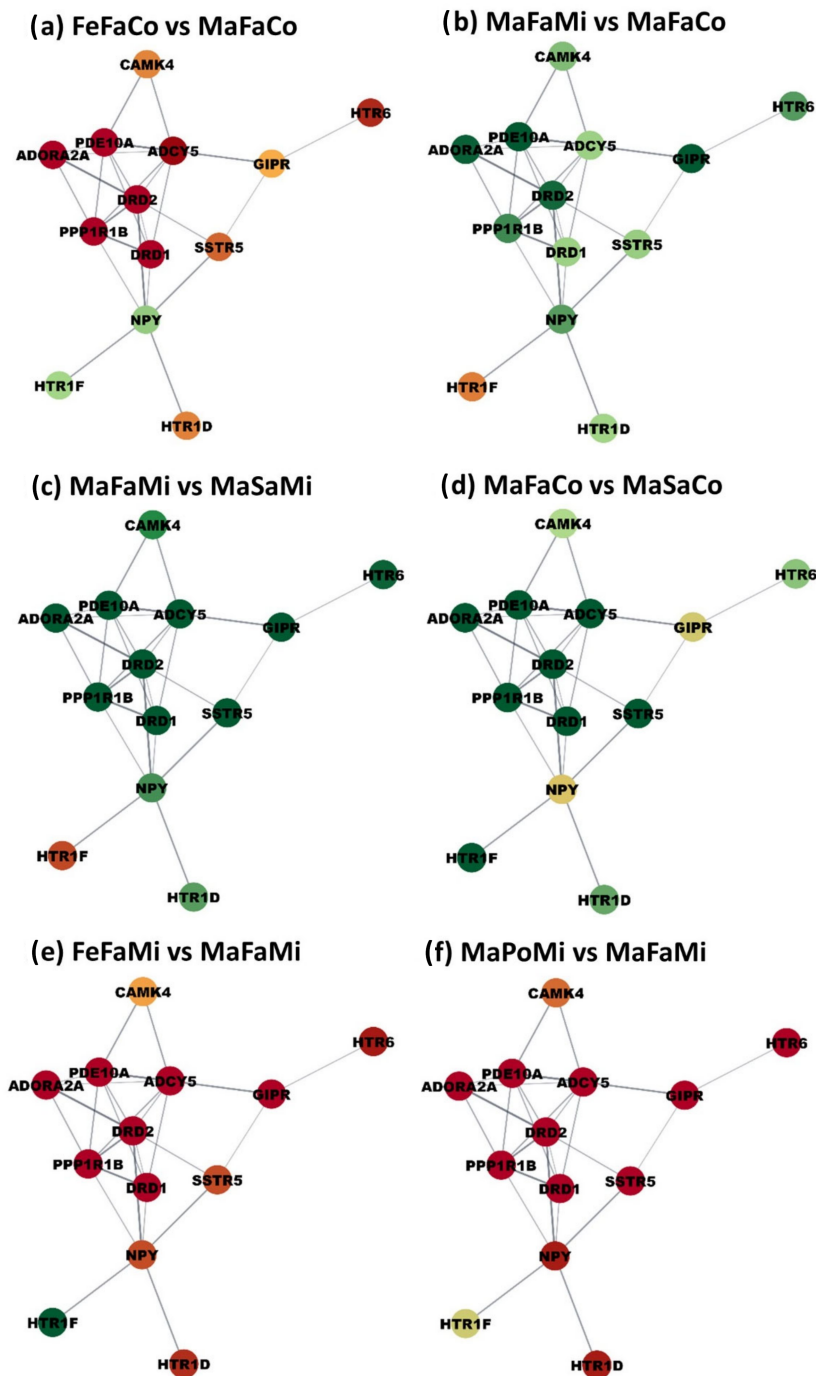 (a) FeFaCo vs MaFaCo
CAMK4
HTR6
PDE10A
ADORA2A
ADCY5
GIPR
DRD2
PPP1R1B
DRD1
SSTR5
NPY
HTR1F
HTR1D
(b) MaFaMi vs MaFaCo
CAMK4
HTR6
PDE10A
ADORA2A
ADCY5
GIPR
DRD2
PPP1R1B
DRD1
SSTR5
NPY
HTR1F
HTR1D
(c) MaFaMi vs MaSaMi
CAMK4
HTR6
PDE10A
ADORA2A
ADCY5
GIPR
DRD2
PPP1R1B
DRD1
SSTR5
NPY
HTR1F
HTR1D
(d) MaFaCo vs MaSaCo
CAMK4
HTR6
PDE10A
ADORA2A
ADCY5
GIPR
DRD2
PPP1R1B
DRD1
SSTR5
NPY
HTR1F
HTR1D
(e) FeFaMi vs MaFaMi
CAMK4
HTR6
PDE10A
ADORA2A
ADCY5
GIPR
DRD2
PPP1R1B
DRD1
SSTR5
NPY
HTR1F
HTR1D
(f) MaPoMi vs MaFaMi
CAMK4
HTR6
PDE10A
ADORA2A
ADCY5
GIPR
DRD2
PPP1R1B
DRD1
SSTR5
NPY
HTR1F
HTR1D